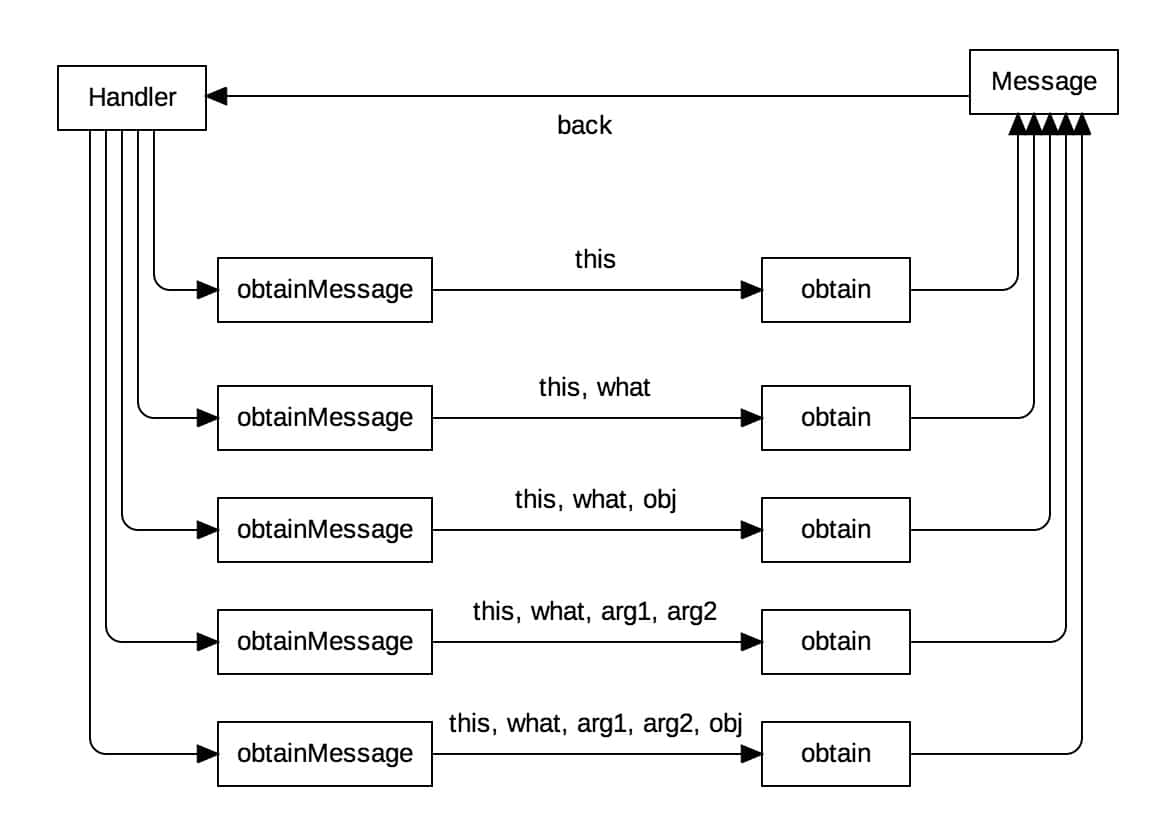 Message
Handler
back
this
obtainMessage
obtain
this, what
obtainMessage
obtain
this, what, obj
obtainMessage
obtain
this, what, arg1, arg2
obtainMessage
obtain
this, what, arg1, arg2, obj
obtainMessage
obtain